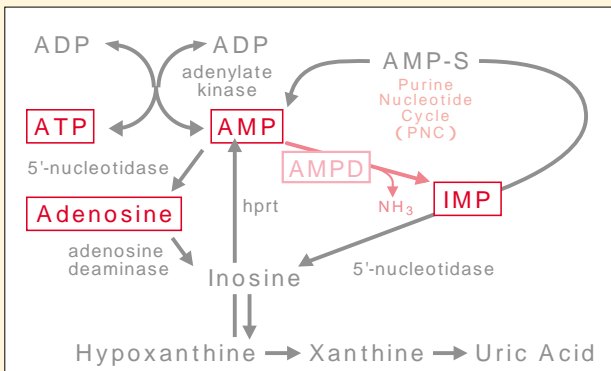 ADP
ADP
AMP-S
adenylate
kinase
Purine
Nucleotide
Cycle
(PNC)
ATP
AMP
5'-nucleotidase
AMPD
Adenosine
hprt
NH₃
IMP
adenosine
deaminase
Inosine
5'-nucleotidase
Hypoxanthine
Xanthine
Uric Acid